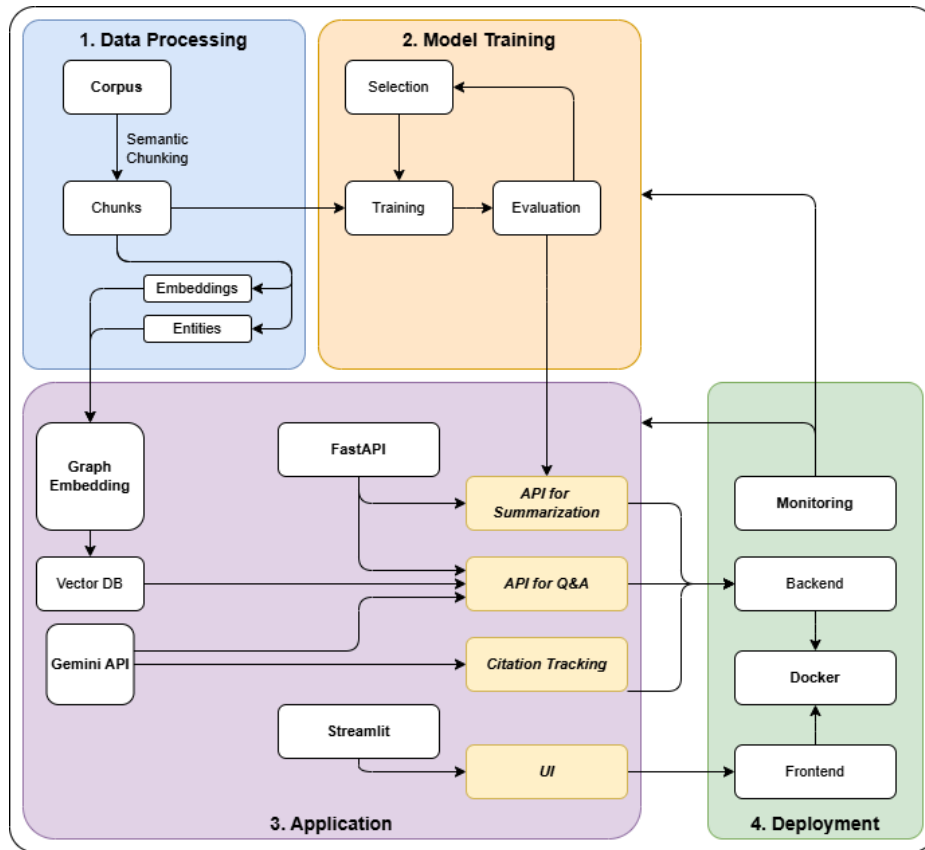 1. Data Processing
Corpus
Semantic
Chunking
Chunks
Embeddings
Entities
2. Model Training
Selection
Training
Evaluation
Graph
Embedding
Vector DB
Gemini API
FastAPI
API for
Summarization
API for Q&A
Citation Tracking
Streamlit
UI
3. Application
Monitoring
Backend
Docker
Frontend
4. Deployment